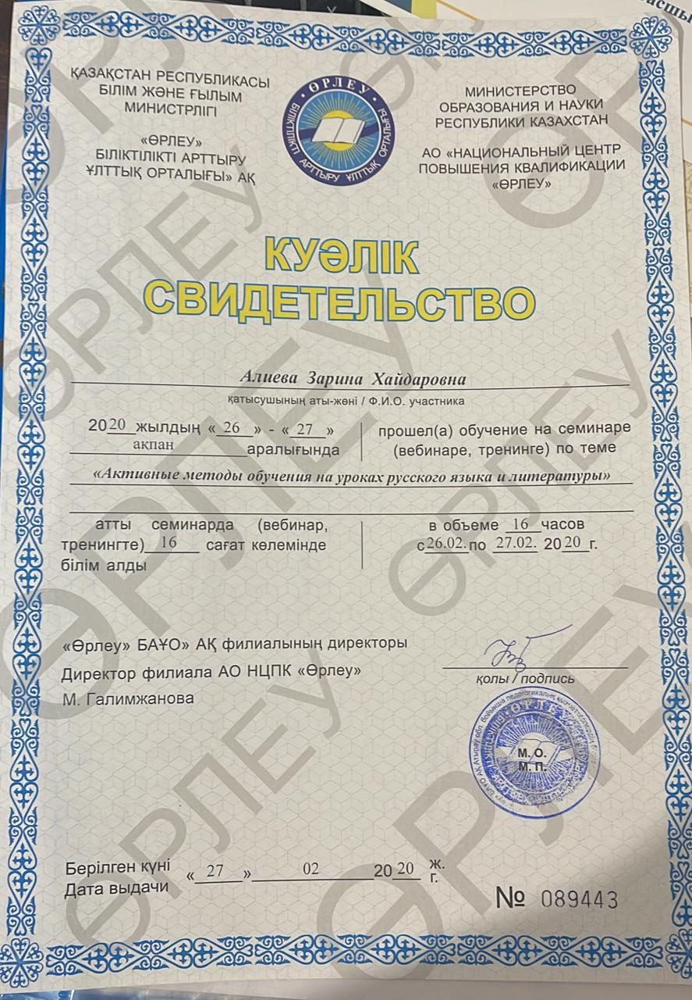 ҚАЗАҚСТАН РЕСПУБЛИКАСЫ
БІЛІМ ЖӘНЕ ҒЫЛЫМ
МИНИСТРЛІГІ
«ӨРЛЕУ»
БІЛІКТІЛІКТІ АРТТЫРУ
ҰЛТТЫҚ ОРТАЛЫҒЫ» АҚ
ӨРЛЕУ
БІЛІКТІЛІКТІ АРТТЫРУ ҰЛТТЫҚ ОРТАЛЫҒЫ
МИНИСТЕРСТВО
ОБРАЗОВАНИЯ И НАУКИ
РЕСПУБЛИКИ КАЗАХСТАН
АО «НАЦИОНАЛЬНЫЙ ЦЕНТР
ПОВЫШЕНИЯ КВАЛИФИКАЦИИ
«ӨРЛЕУ»
КУӘЛІК
СВИДЕТЕЛЬСТВО
Алиева Зарина Хайдаровна
қатысушының аты-жөні / Ф.И.О. участника
2020 жылдың « 26 » - « 27 »
ақпан аралығында
прошел(а) обучение на семинаре
(вебинаре, тренинге) по теме
«Активные методы обучения на уроках русского языка и литературы»
атты семинарда (вебинар,
тренингте) 16 сағат көлемінде
білім алды
в объеме 16 часов
с 26.02. по 27.02. 2020 г.
«Өрлеу» БАҰО» АҚ филиалының директоры
Директор филиала АО НЦПК «Өрлеу»
М. Галимжанова
қолы / подпись
М. О.
М. П.
Берілген күні
Дата выдачи
« 27 » 02 2020 ж.
г.
№ 089443